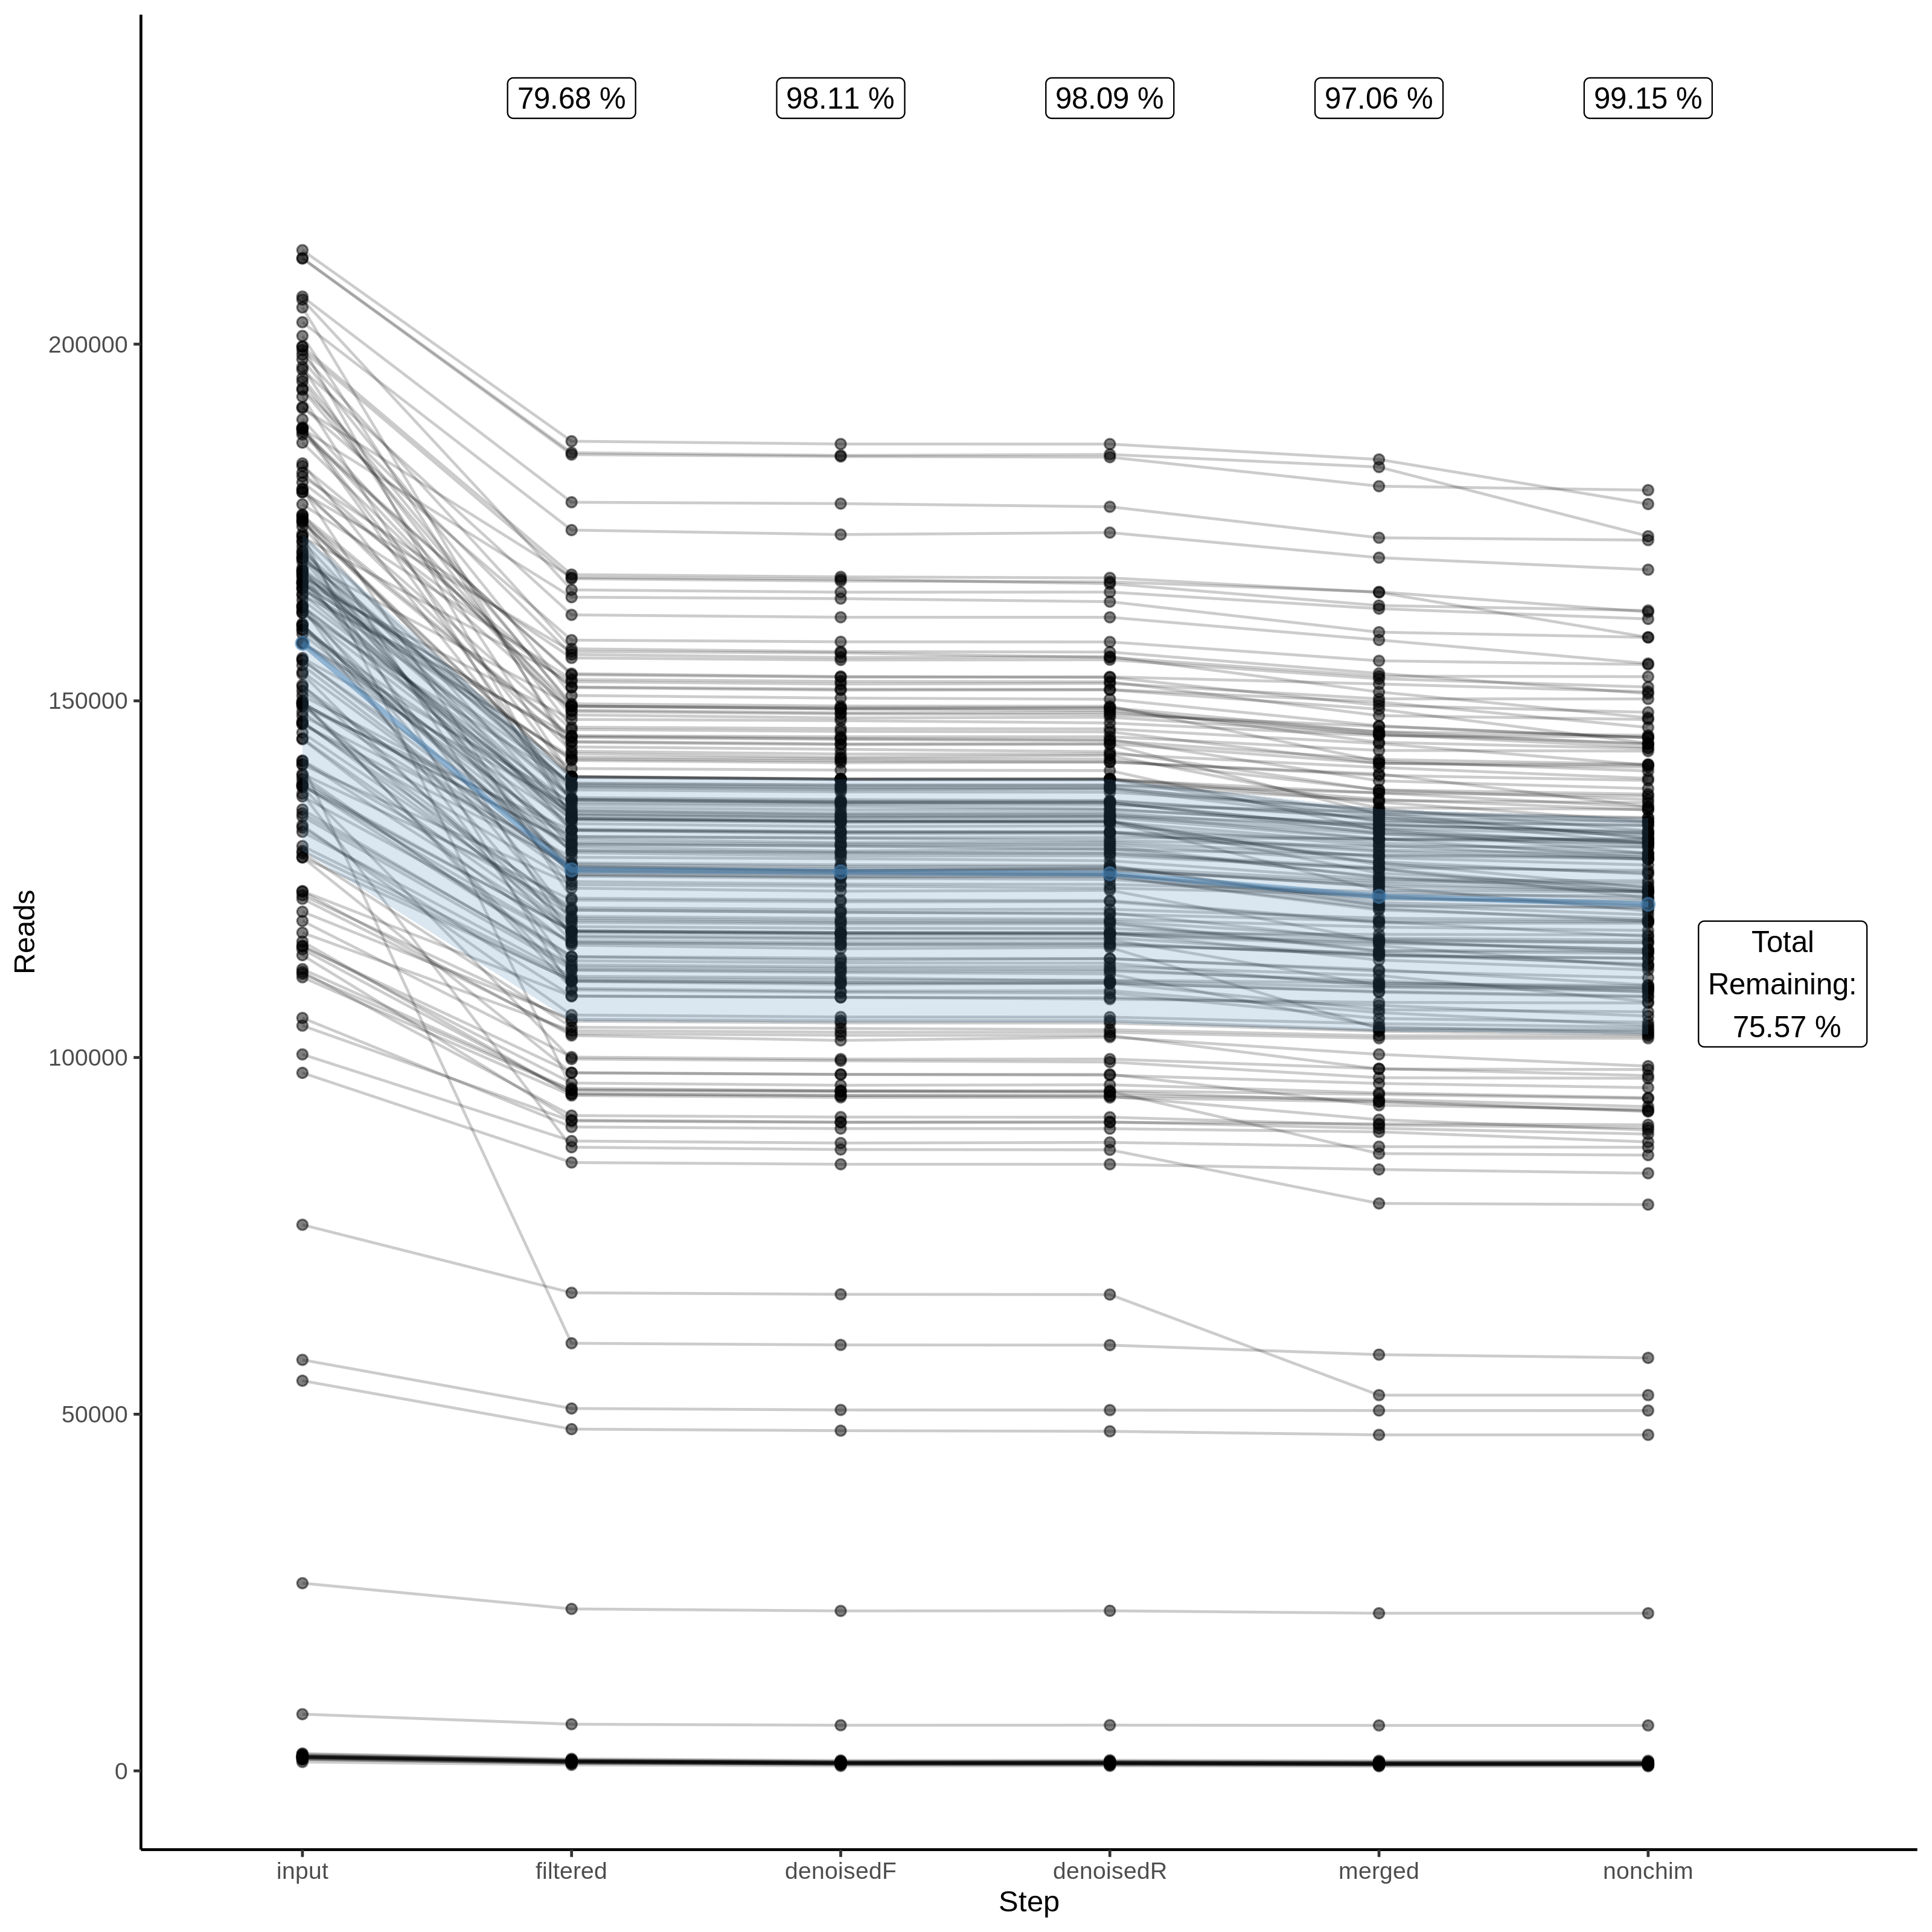 79.68 %
98.11 %
98.09 %
97.06 %
99.15 %
200000
150000
100000
50000
0
Reads
Total
Remaining:
75.57 %
input
filtered
denoisedF
denoisedR
merged
nonchim
Step